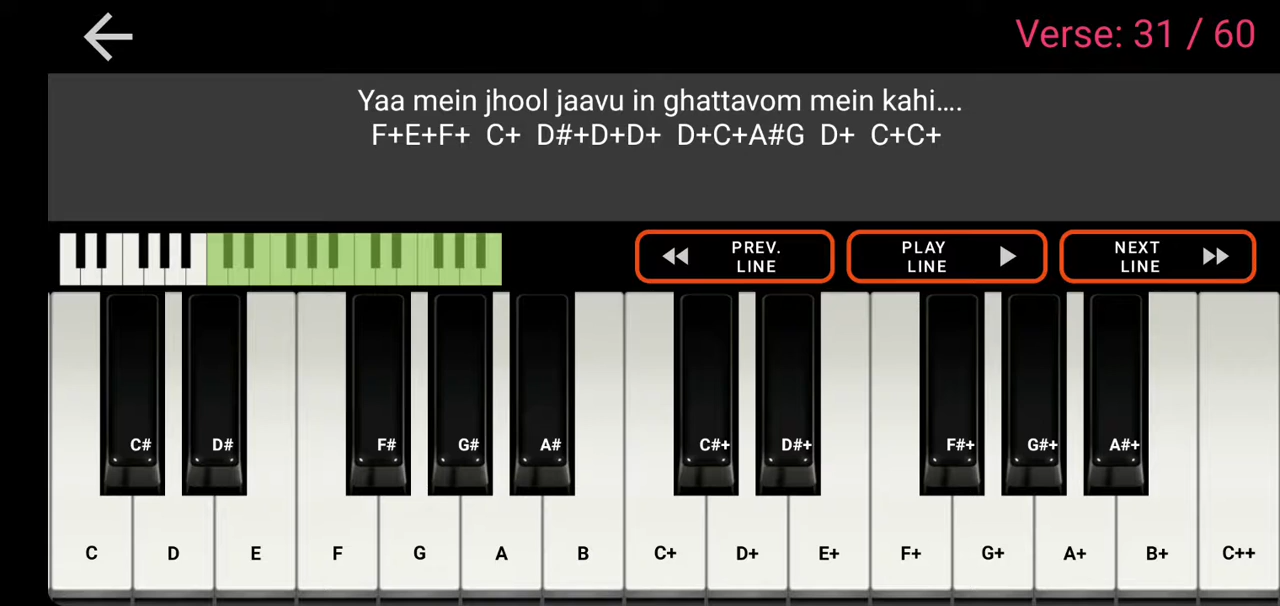 Verse: 31 / 60
Yaa mein jhool jaavu in ghattavom mein kahi....
F+E+F+ C+ D#+D+D+ D+C+A#G D+ C+C+
PREV. LINE
PLAY LINE
NEXT LINE
C# D# F# G# A# C#+ D#+ F#+ G#+ A#+
C D E F G A B C+ D+ E+ F+ G+ A+ B+ C++